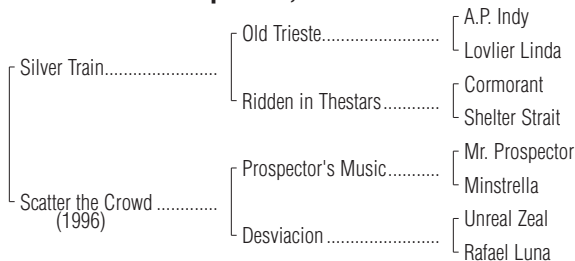 A.P. Indy
Old Trieste........................
Lovlier Linda
Silver Train.......................
Cormorant
Ridden in Thestars...........
Shelter Strait
Mr. Prospector
Prospector's Music..........
Minstrella
Scatter the Crowd ............
(1996)
Unreal Zeal
Desviacion .......................
Rafael Luna